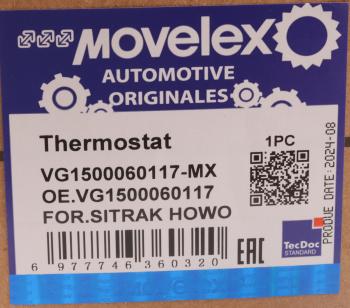 MOVELEX
AUTOMOTIVE
ORIGINALES
Thermostat
VG1500060117-MX
OE.VG1500060117
FOR.SITRAK HOWO
1PC
PRODUE DATE: 2024-08
6 977746 360320
EAC
TecDoc
STANDARD